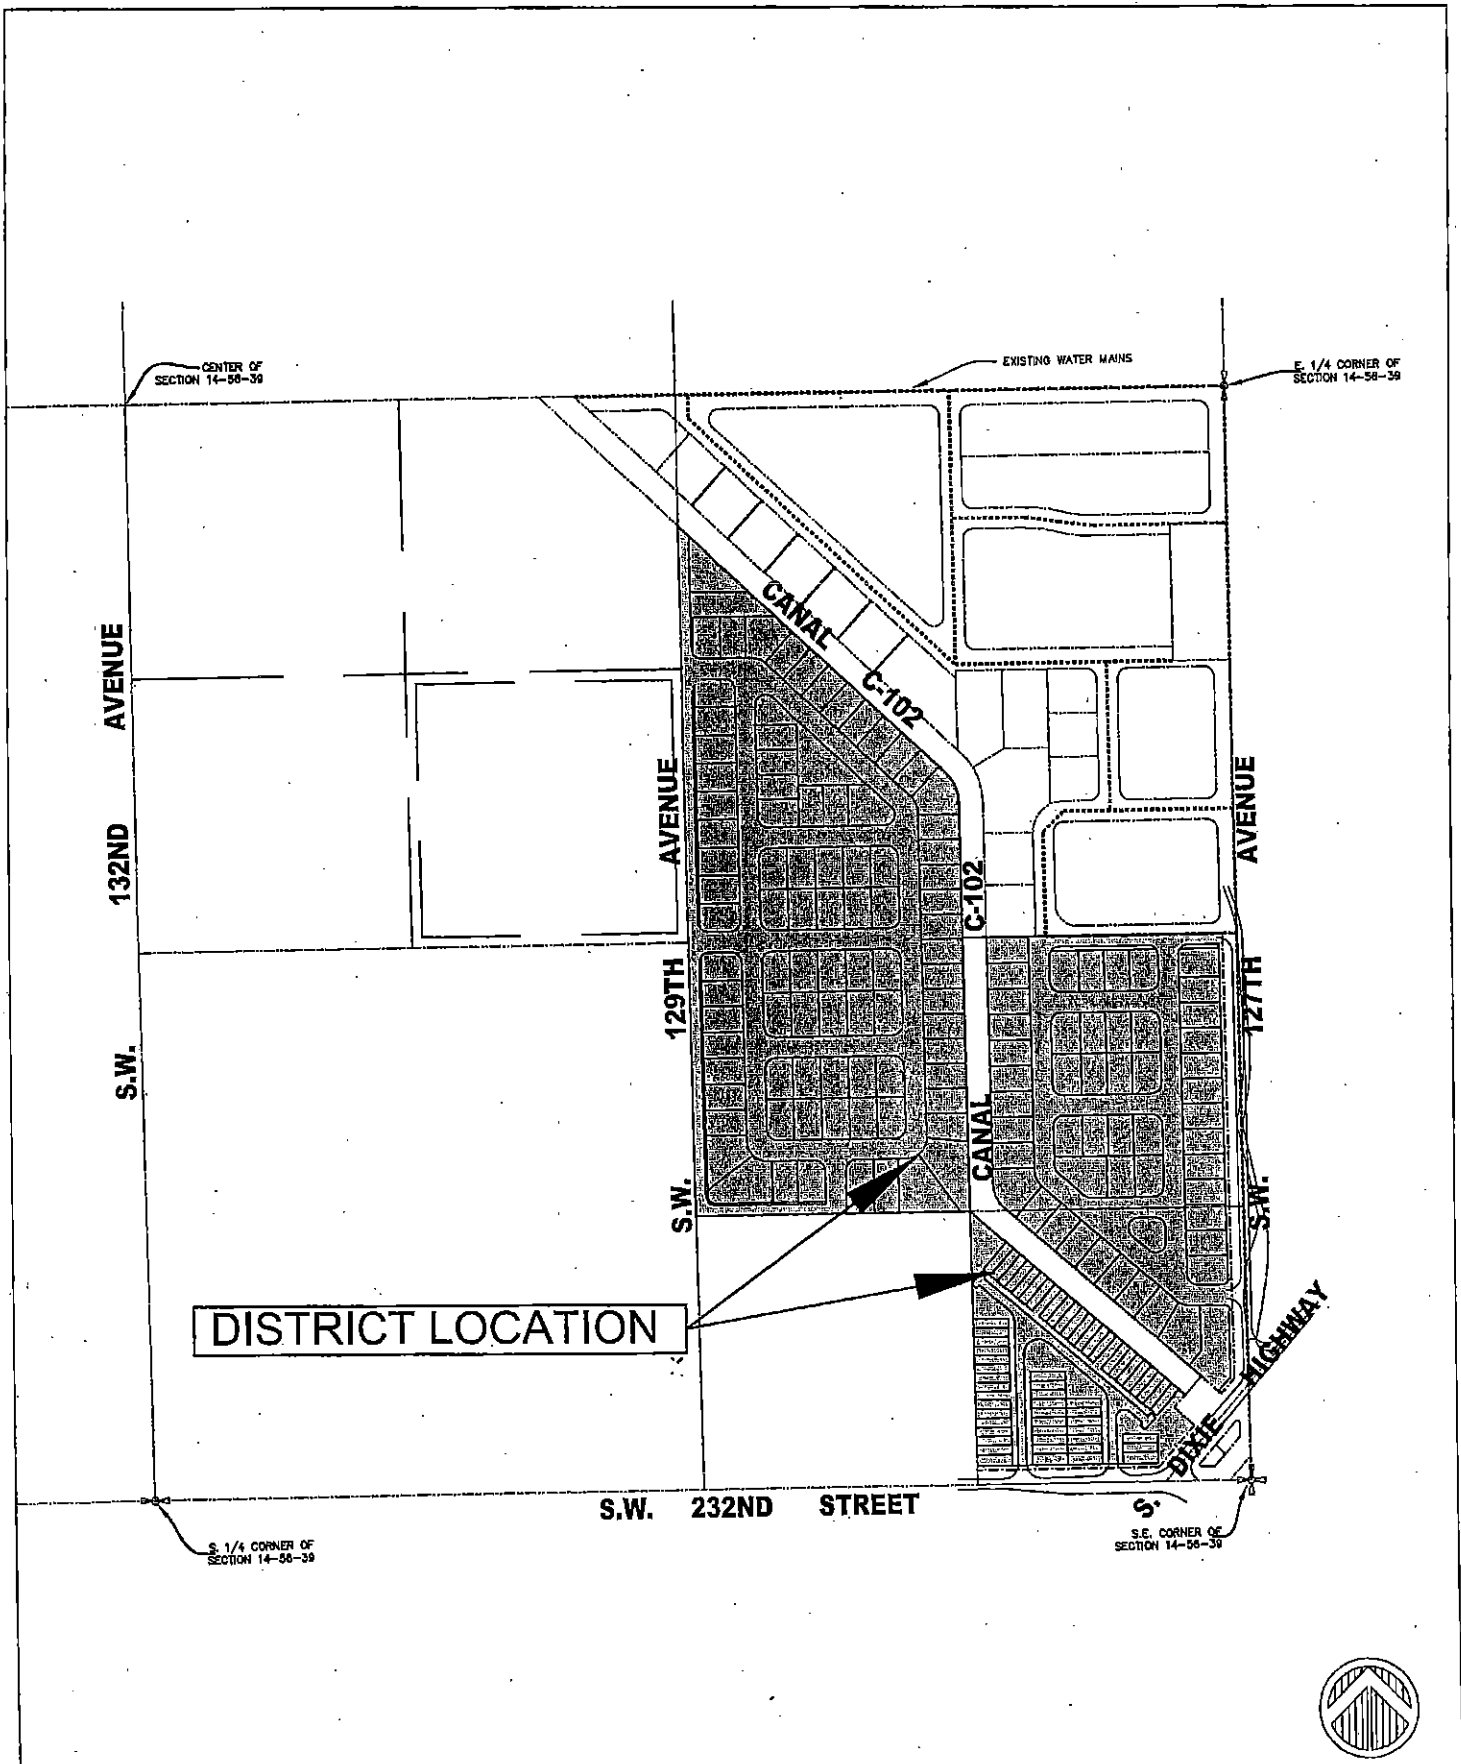 CENTER OF
SECTION 14-56-39
EXISTING WATER MAINS
E. 1/4 CORNER OF
SECTION 14-56-39
CANAL
C-102
S.W. 132ND AVENUE
S.W. 129TH AVENUE
CANAL C-102
S.W. 127TH AVENUE
DISTRICT LOCATION
S. DIXIE HIGHWAY
S.W. 232ND STREET
S. 1/4 CORNER OF
SECTION 14-56-39
S.E. CORNER OF
SECTION 14-56-39